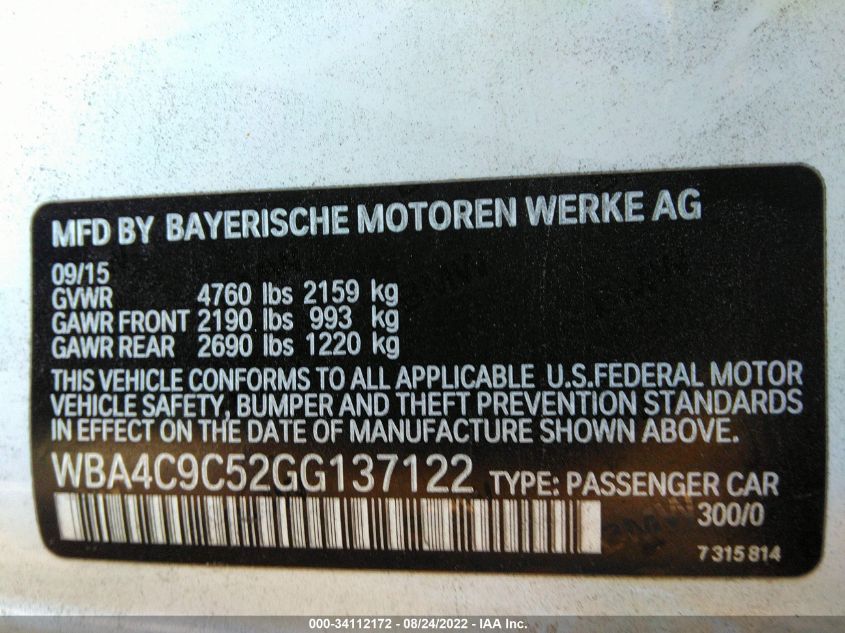 MFD BY BAYERISCHE MOTOREN WERKE AG
09/15
GVWR 4760 lbs 2159 kg
GAWR FRONT 2190 lbs 993 kg
GAWR REAR 2690 lbs 1220 kg
THIS VEHICLE CONFORMS TO ALL APPLICABLE U.S.FEDERAL MOTOR
VEHICLE SAFETY, BUMPER AND THEFT PREVENTION STANDARDS
IN EFFECT ON THE DATE OF MANUFACTURE SHOWN ABOVE.
WBA4C9C52GG137122 TYPE: PASSENGER CAR
300/0
7 315 814
000-34112172 - 08/24/2022 - IAA Inc.